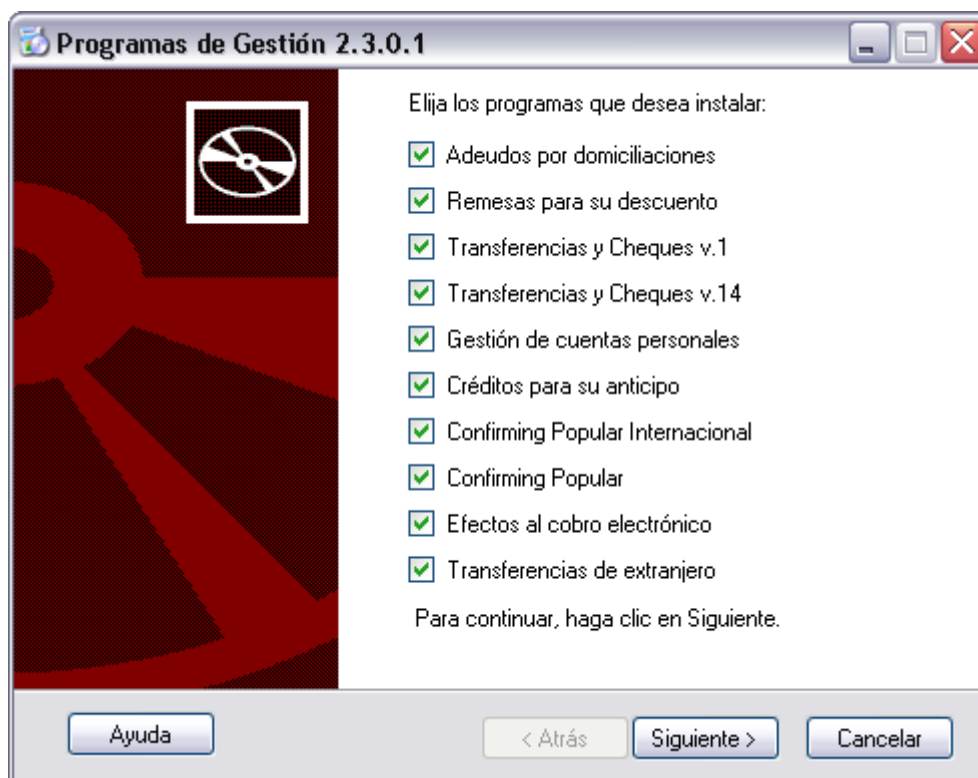 Programas de Gestión 2.3.0.1
Elija los programas que desea instalar:
Adeudos por domiciliaciones
Remesas para su descuento
Transferencias y Cheques v.1
Transferencias y Cheques v.14
Gestión de cuentas personales
Créditos para su anticipo
Confirming Popular Internacional
Confirming Popular
Efectos al cobro electrónico
Transferencias de extranjero
Para continuar, haga clic en Siguiente.
Ayuda
< Atrás
Siguiente >
Cancelar